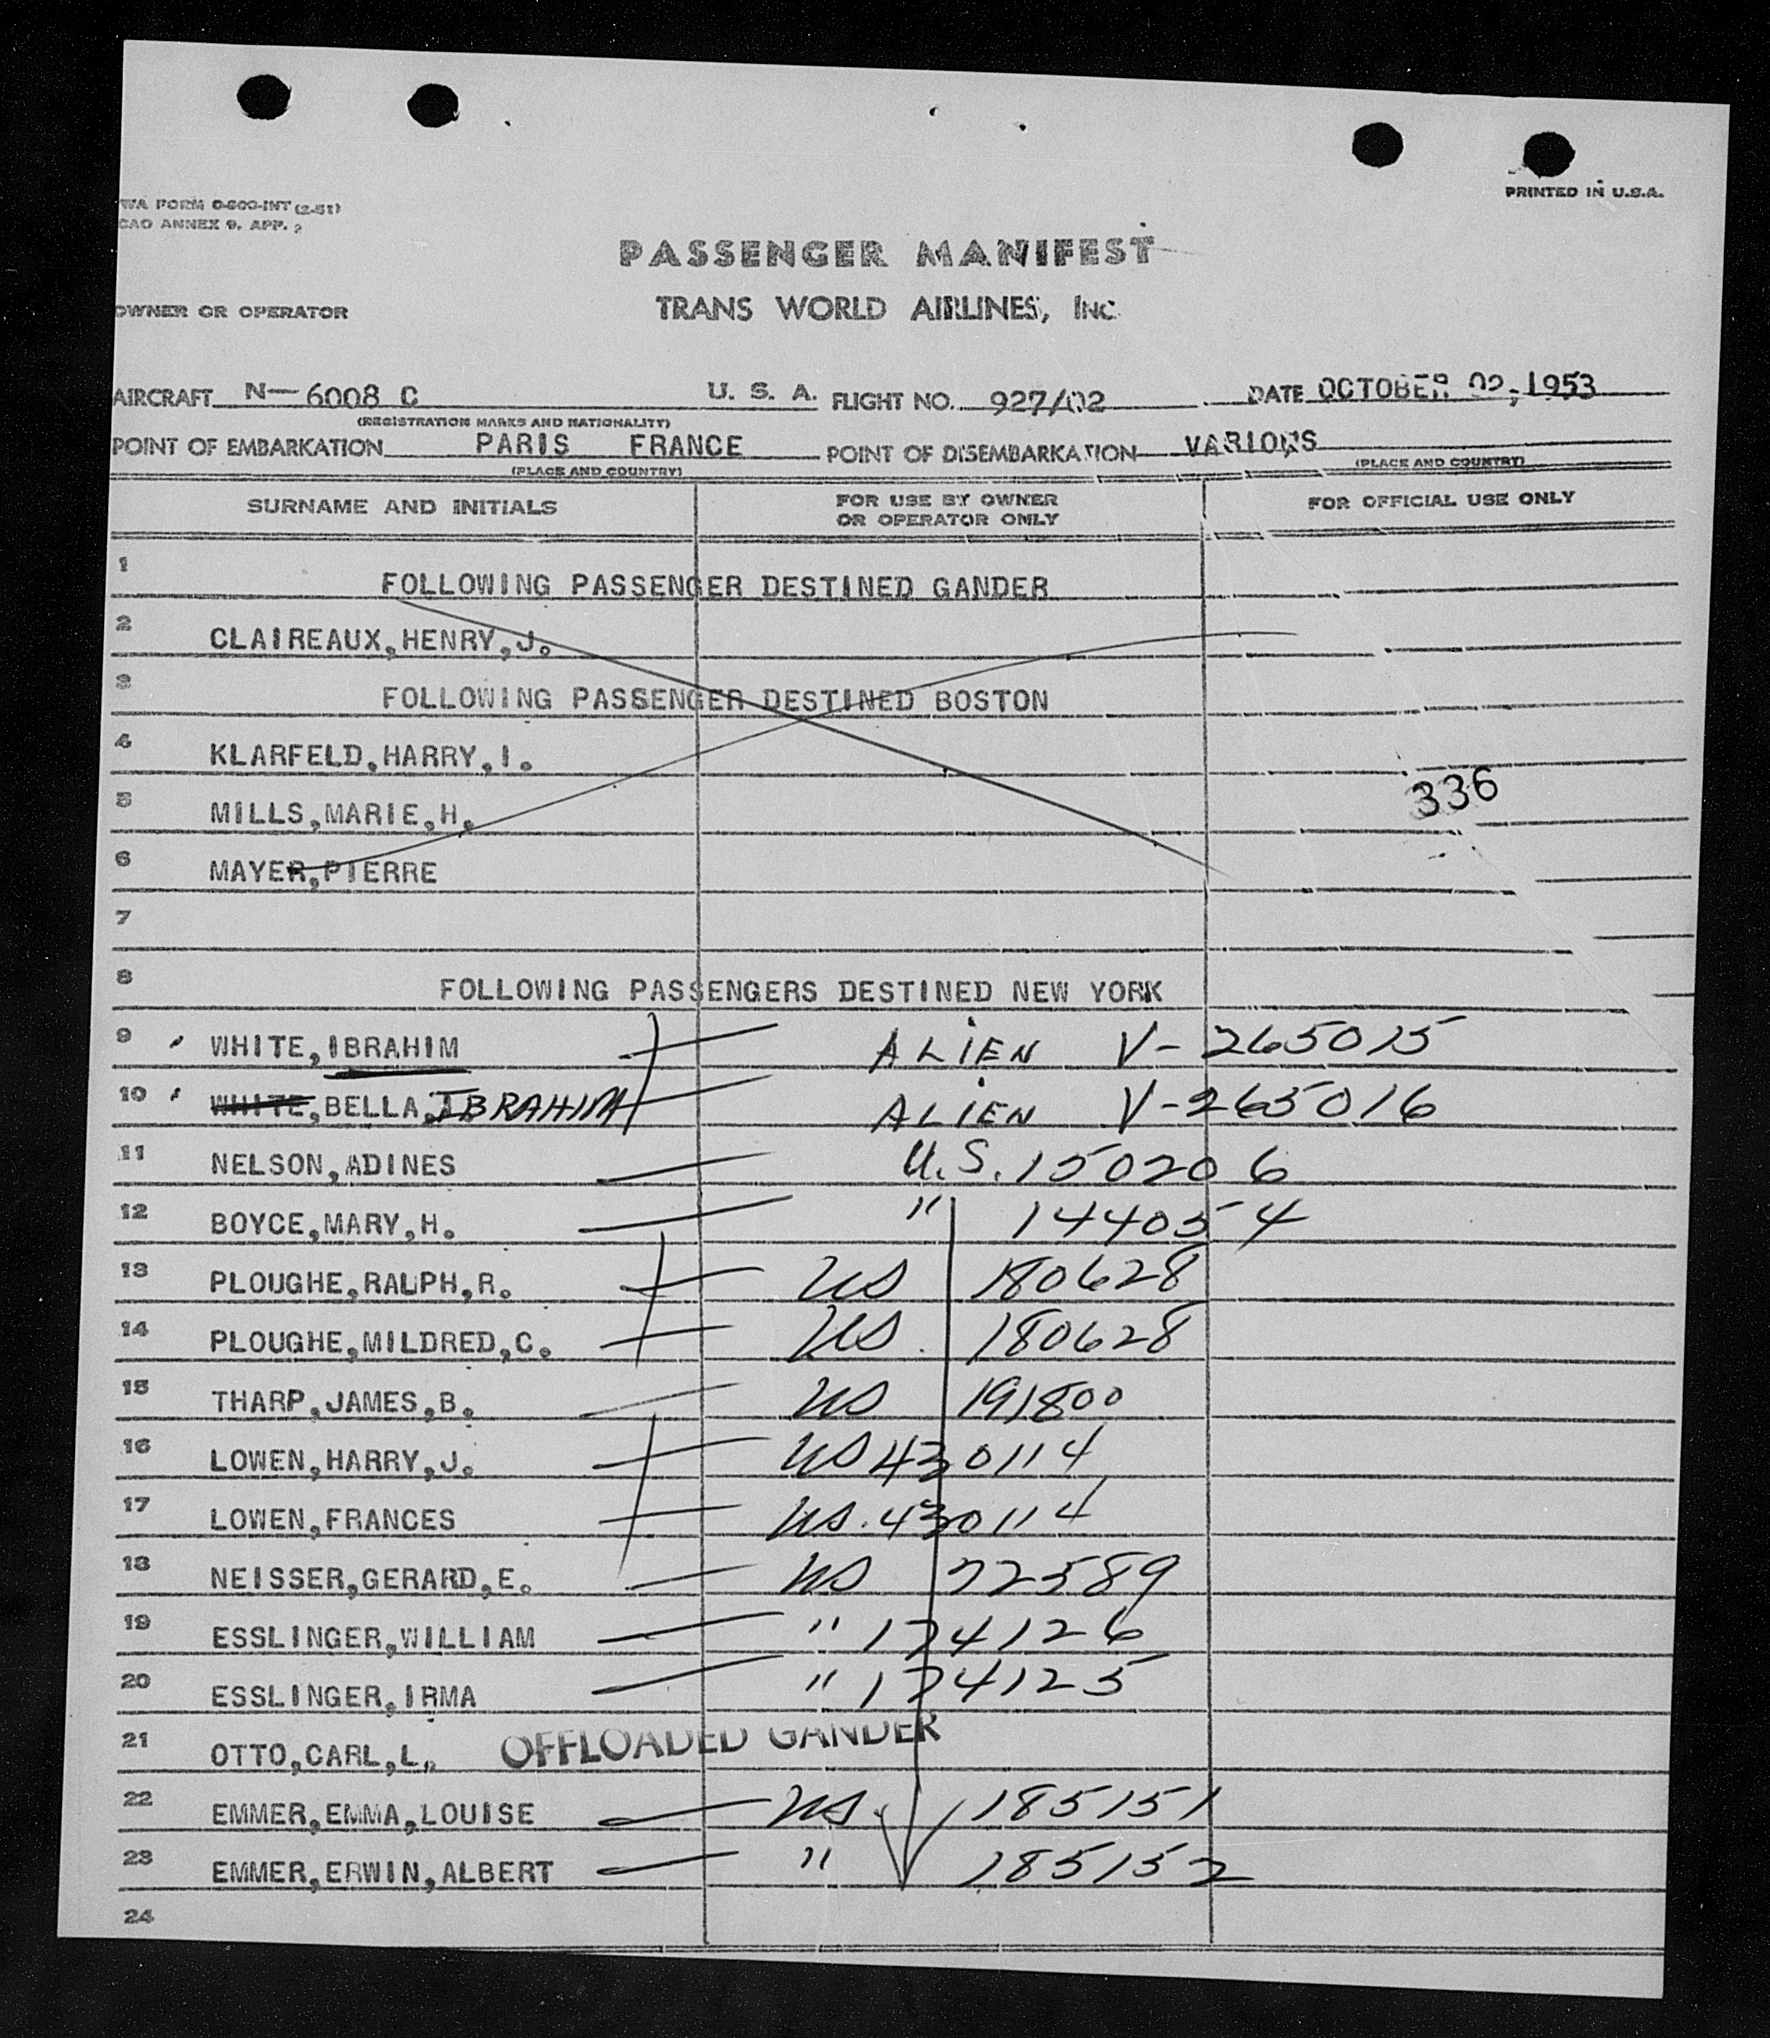 WA FORM 0-800-INT (2-51)
CAO ANNEX 9. APP. 2
PRINTED IN U.S.A.
PASSENGER MANIFEST
OWNER OR OPERATOR TRANS WORLD AIRLINES, INC.
AIRCRAFT N-6008 C U. S. A. FLIGHT NO. 927/02 DATE OCTOBER 02, 1953
(REGISTRATION MARKS AND NATIONALITY)
POINT OF EMBARKATION PARIS FRANCE POINT OF DISEMBARKATION VARIOUS
(PLACE AND COUNTRY) (PLACE AND COUNTRY)
SURNAME AND INITIALS FOR USE BY OWNER OR OPERATOR ONLY FOR OFFICIAL USE ONLY
1 FOLLOWING PASSENGER DESTINED GANDER
2 CLAIREAUX,HENRY,J.
3 FOLLOWING PASSENGER DESTINED BOSTON
4 KLARFELD,HARRY,I.
336
5 MILLS,MARIE,H.
6 MAYER,PIERRE
7
8 FOLLOWING PASSENGERS DESTINED NEW YORK
9 WHITE,IBRAHIM ALIEN V-265015
10 WHITE,BELLA,IBRAHIM ALIEN V-265016
11 NELSON,ADINES U.S. 150206
12 BOYCE,MARY,H. " 144054
13 PLOUGHE,RALPH,R. US 180628
14 PLOUGHE,MILDRED,C. US. 180628
15 THARP,JAMES,B. US 191800
16 LOWEN,HARRY,J. US 430114
17 LOWEN,FRANCES US. 430114
18 NEISSER,GERARD,E. US 72589
19 ESSLINGER,WILLIAM " 174126
20 ESSLINGER,IRMA " 174125
21 OTTO,CARL,L. OFFLOADED GANDER
22 EMMER,EMMA,LOUISE US. 185151
23 EMMER,ERWIN,ALBERT " 185152
24